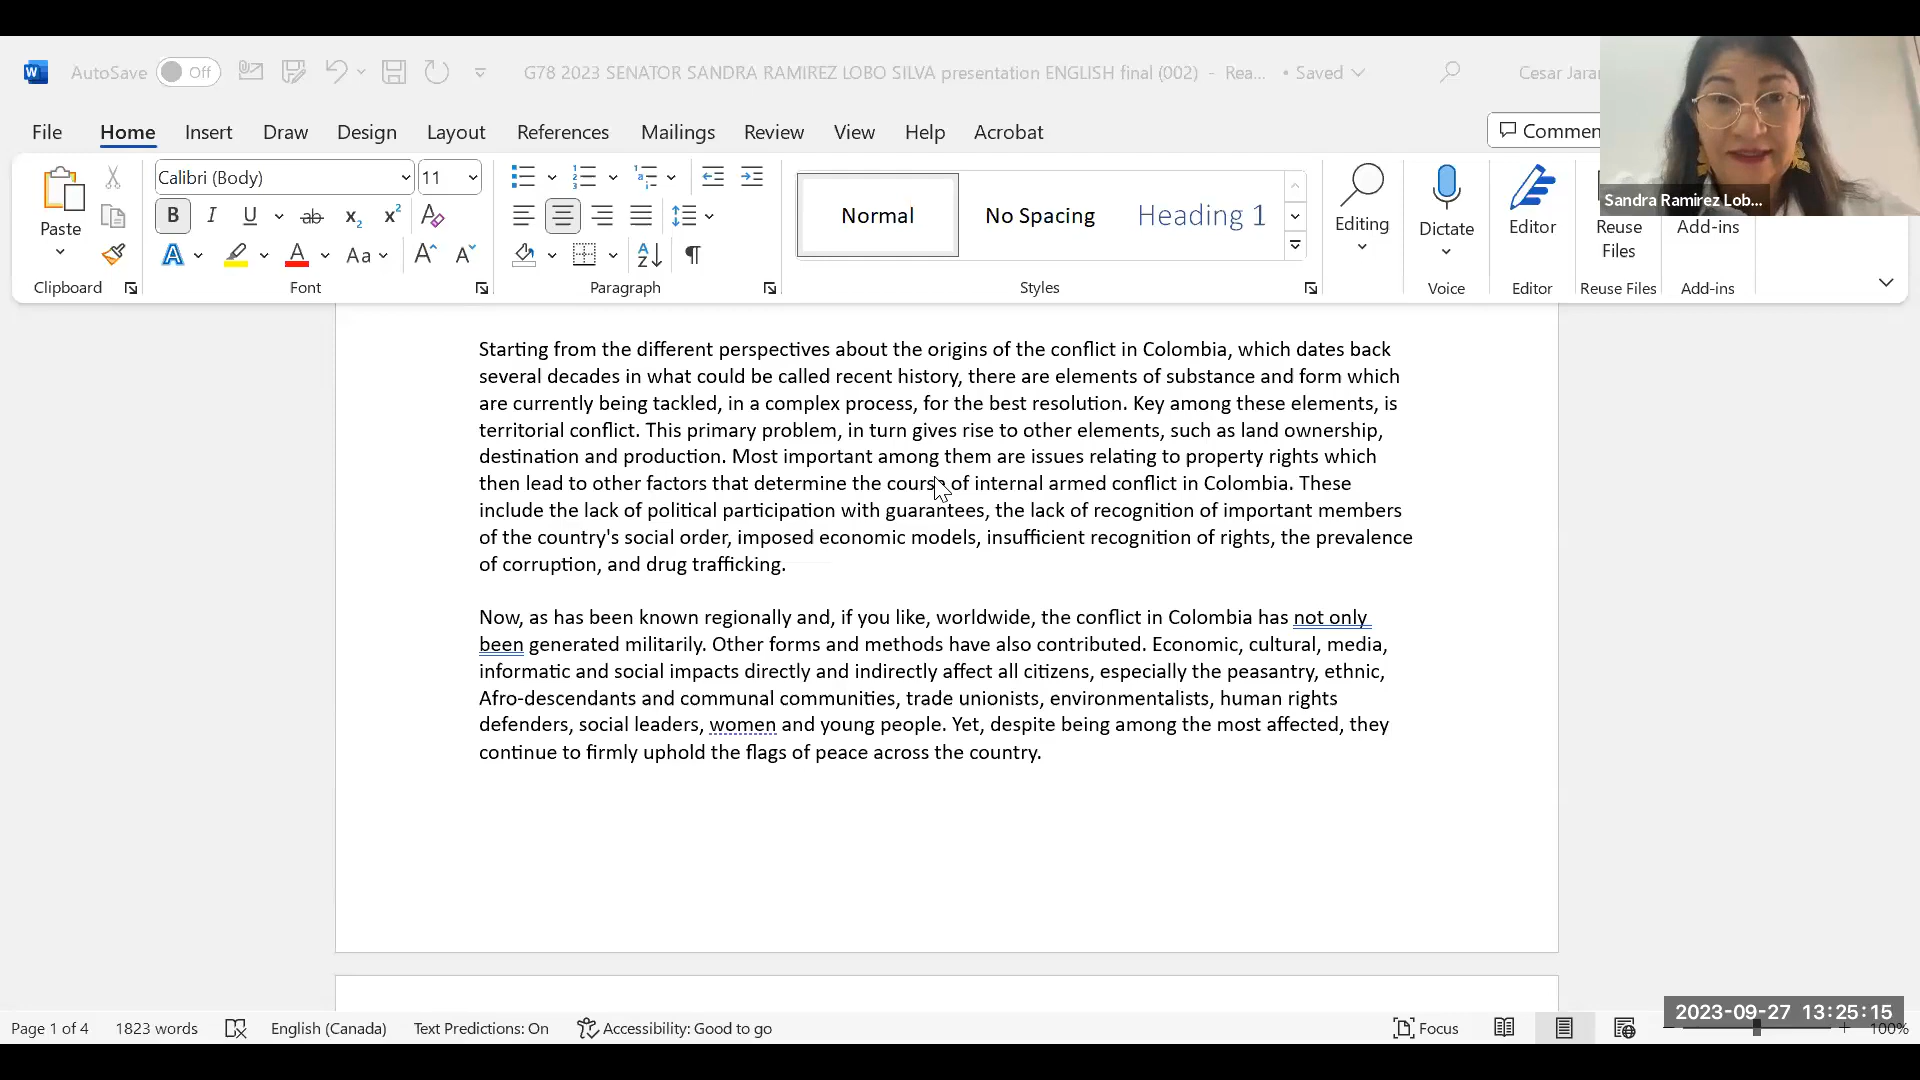 AutoSave Off G78 2023 SENATOR SANDRA RAMIREZ LOBO SILVA presentation ENGLISH final (002) - Rea... • Saved Cesar Jarar
File Home Insert Draw Design Layout References Mailings Review View Help Acrobat Commen
Calibri (Body) 11
Paste
Normal No Spacing Heading 1
Editing Dictate Editor Reuse Files Add-ins
Clipboard Font Paragraph Styles Voice Editor Reuse Files Add-ins
Sandra Ramirez Lob...
Starting from the different perspectives about the origins of the conflict in Colombia, which dates back
several decades in what could be called recent history, there are elements of substance and form which
are currently being tackled, in a complex process, for the best resolution. Key among these elements, is
territorial conflict. This primary problem, in turn gives rise to other elements, such as land ownership,
destination and production. Most important among them are issues relating to property rights which
then lead to other factors that determine the course of internal armed conflict in Colombia. These
include the lack of political participation with guarantees, the lack of recognition of important members
of the country's social order, imposed economic models, insufficient recognition of rights, the prevalence
of corruption, and drug trafficking.
Now, as has been known regionally and, if you like, worldwide, the conflict in Colombia has not only
been generated militarily. Other forms and methods have also contributed. Economic, cultural, media,
informatic and social impacts directly and indirectly affect all citizens, especially the peasantry, ethnic,
Afro-descendants and communal communities, trade unionists, environmentalists, human rights
defenders, social leaders, women and young people. Yet, despite being among the most affected, they
continue to firmly uphold the flags of peace across the country.
2023-09-27 13:25:15
Page 1 of 4 1823 words English (Canada) Text Predictions: On Accessibility: Good to go Focus 100%